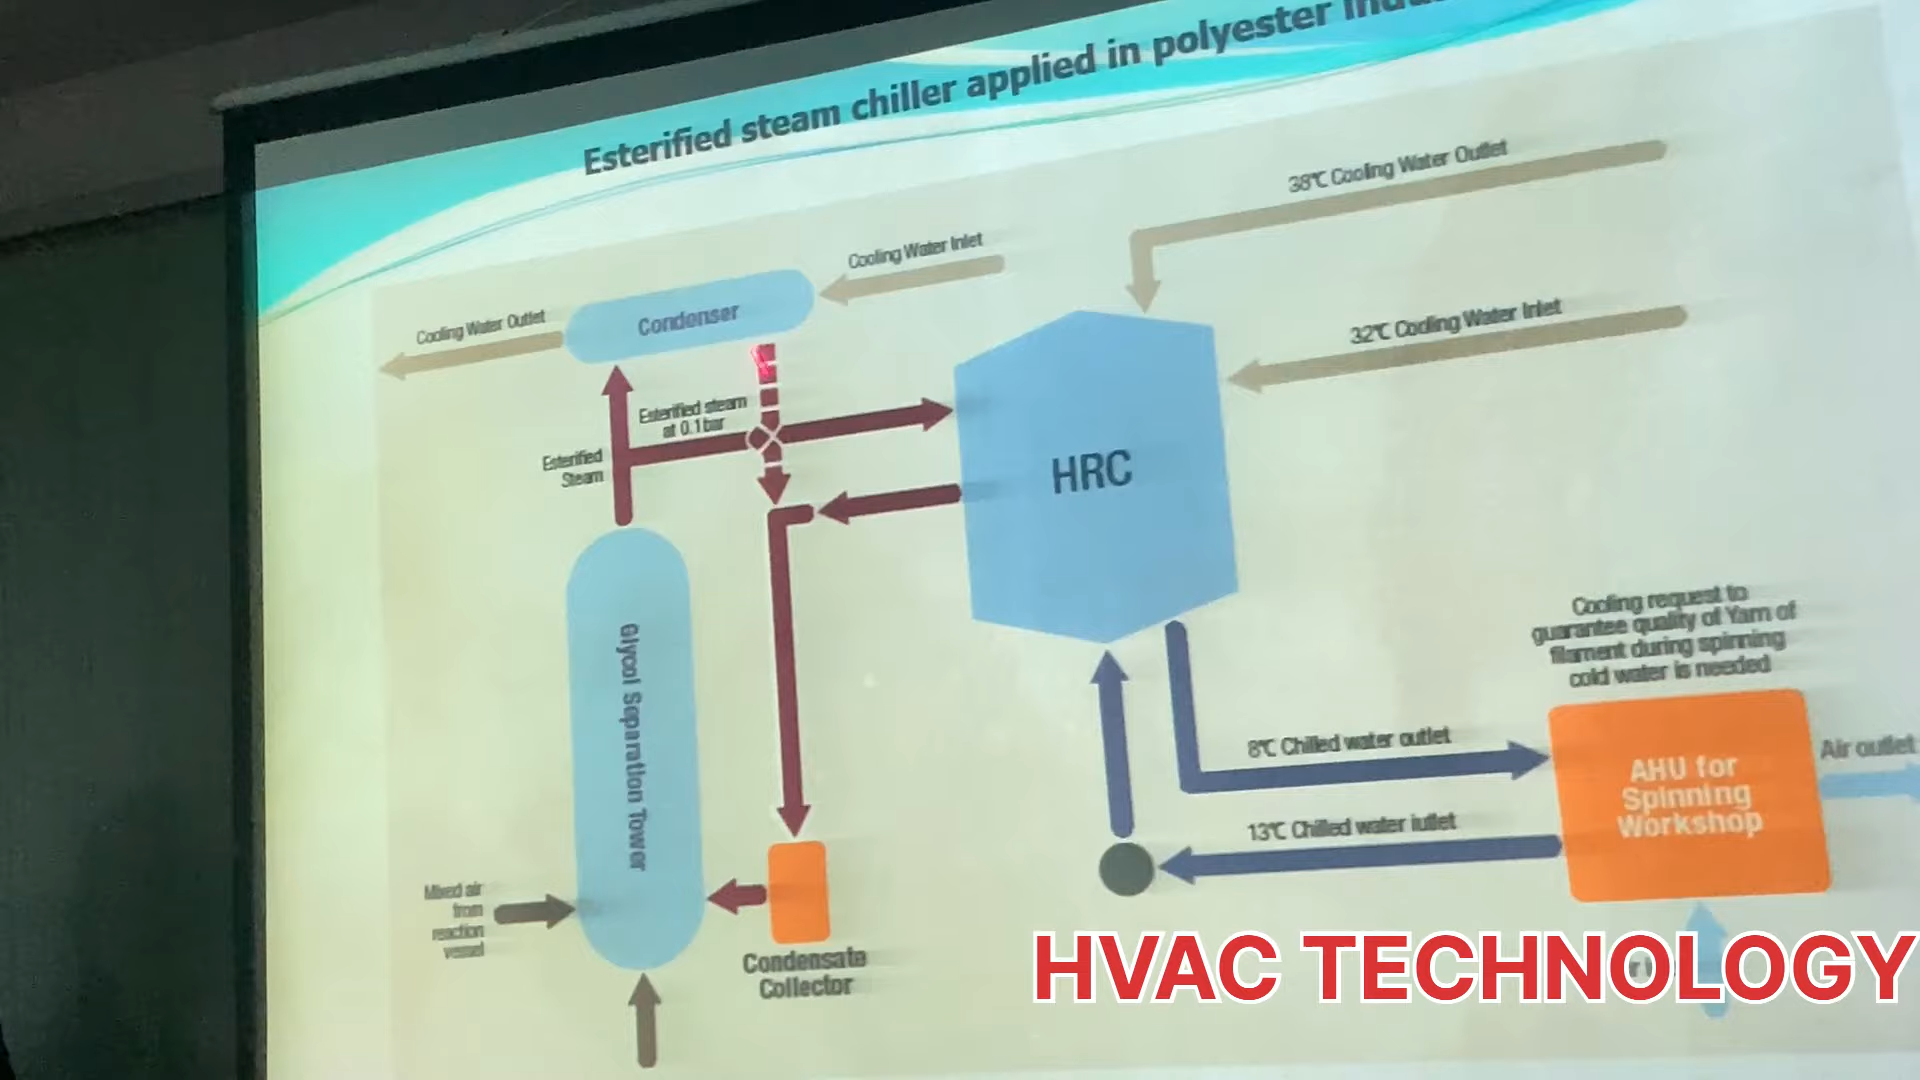 Esterified steam chiller applied in polyester
38℃ Cooling Water Outlet
Cooling Water Inlet
32℃ Cooling Water Inlet
Cooling Water Outlet
Condenser
Esterified steam
at 0.1bar
Esterified
Steam
HRC
Glycol Separation Tower
Cooling request to
guarantee quality of Yarn of
filament during spinning
cold water is needed
8℃ Chilled water outlet
AHU for
Spinning
Workshop
Air outlet
13℃ Chilled water iutlet
Mixed air
from
reaction
vessel
Condensate
Collector
HVAC TECHNOLOGY